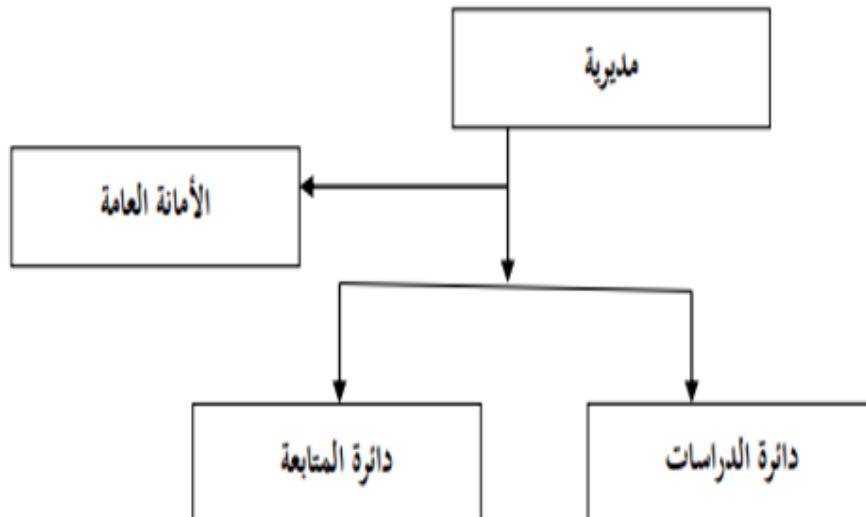 مديرية
الأمانة العامة
دائرة الدراسات
دائرة المتابعة